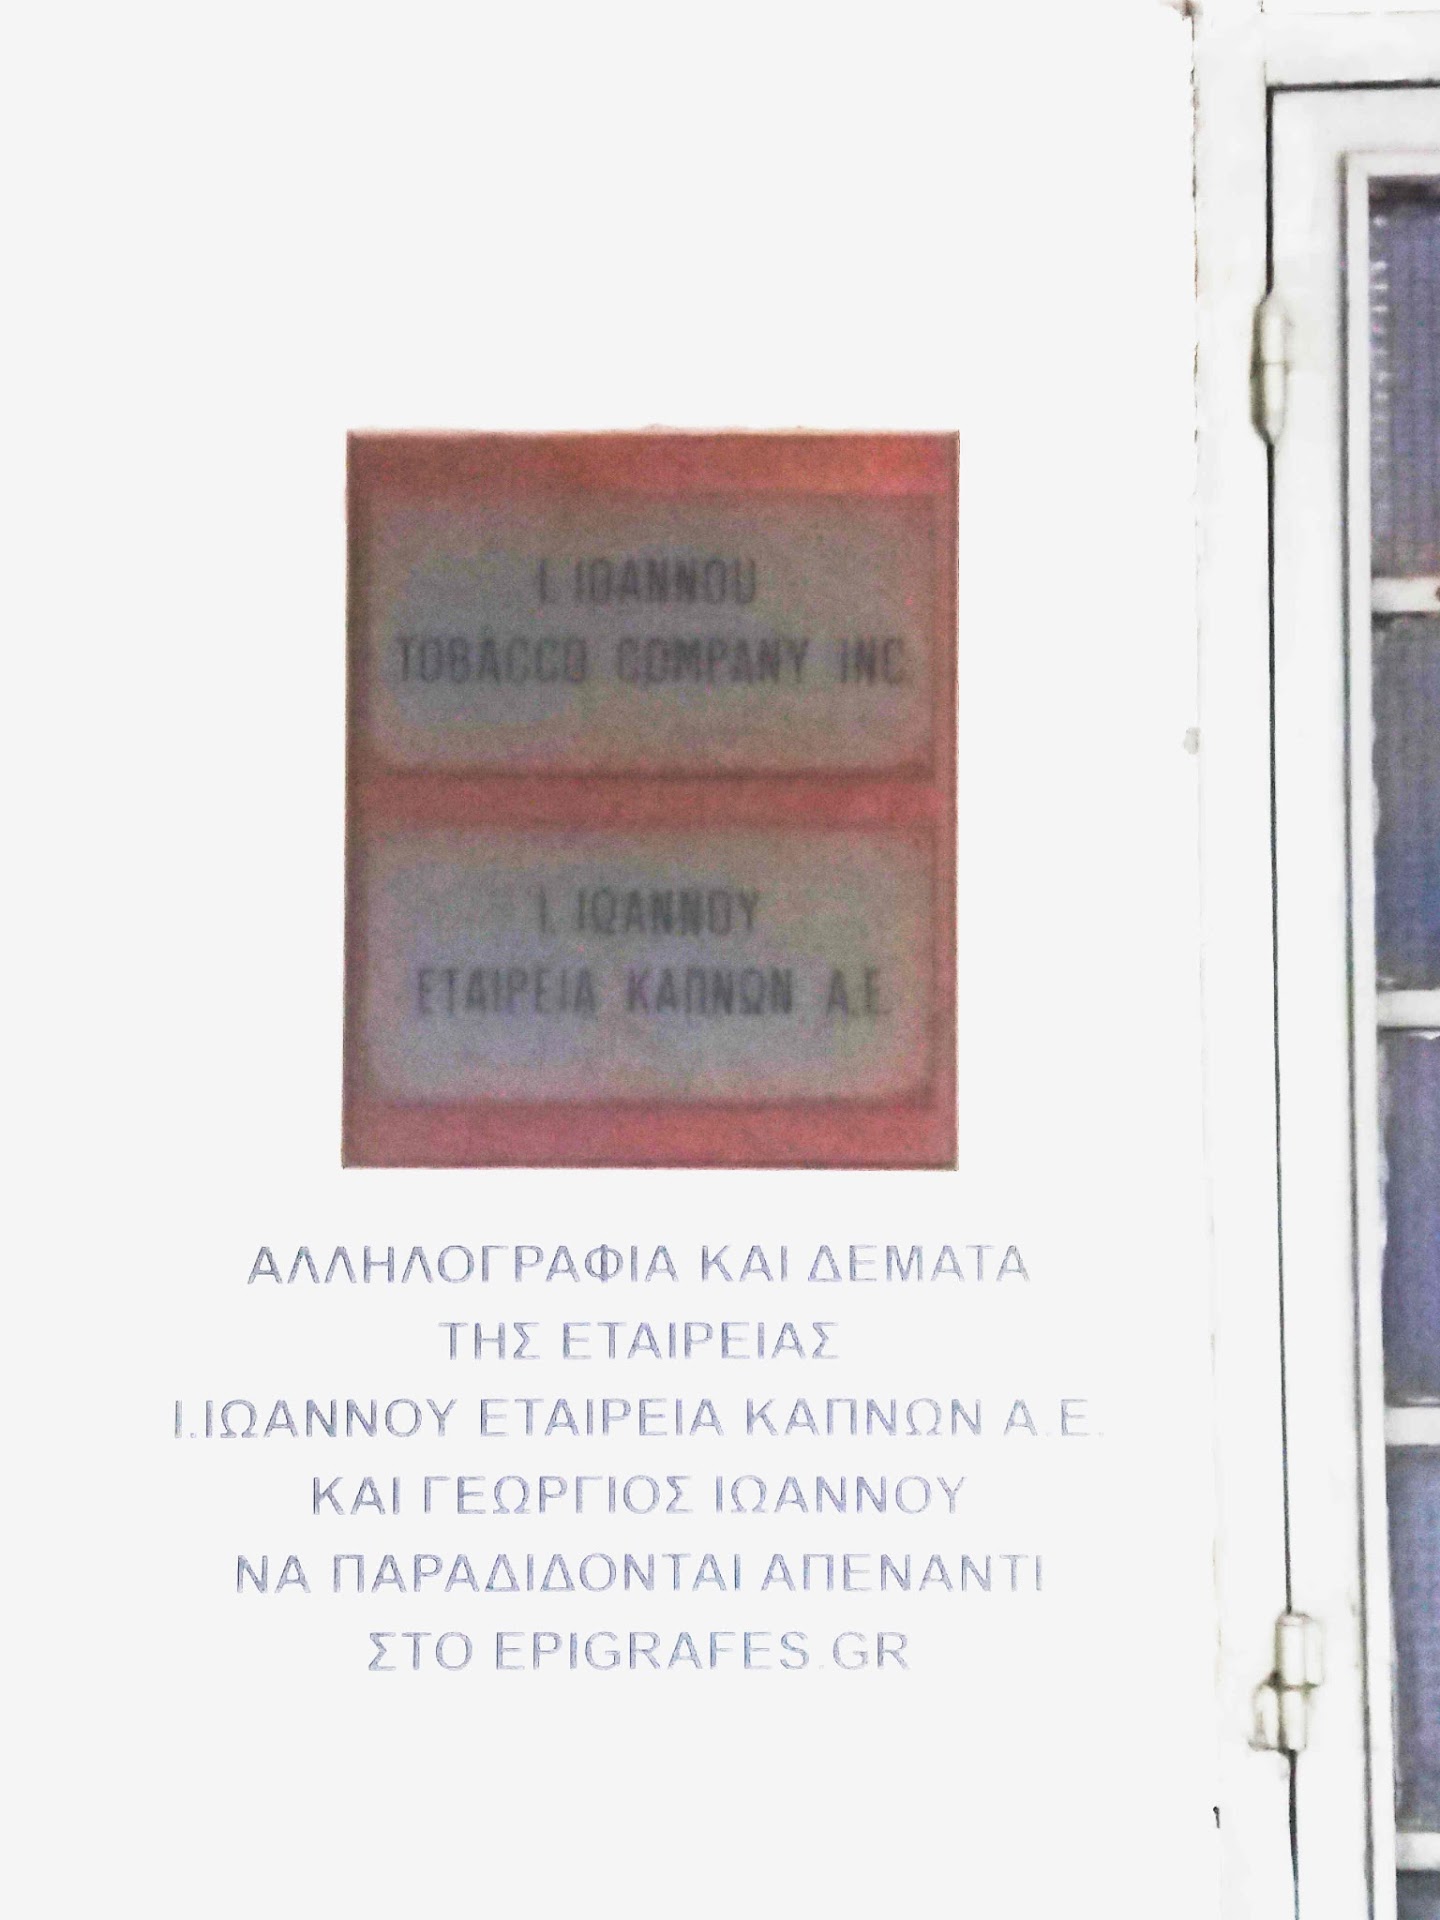 I. IOANNOU
TOBACCO COMPANY INC.
Ι. ΙΩΑΝΝΟΥ
ΕΤΑΙΡΕΙΑ ΚΑΠΝΩΝ Α.Ε.
ΑΛΛΗΛΟΓΡΑΦΙΑ ΚΑΙ ΔΕΜΑΤΑ
ΤΗΣ ΕΤΑΙΡΕΙΑΣ
Ι.ΙΩΑΝΝΟΥ ΕΤΑΙΡΕΙΑ ΚΑΠΝΩΝ Α.Ε.
ΚΑΙ ΓΕΩΡΓΙΟΣ ΙΩΑΝΝΟΥ
ΝΑ ΠΑΡΑΔΙΔΟΝΤΑΙ ΑΠΕΝΑΝΤΙ
ΣΤΟ EPIGRAFES.GR